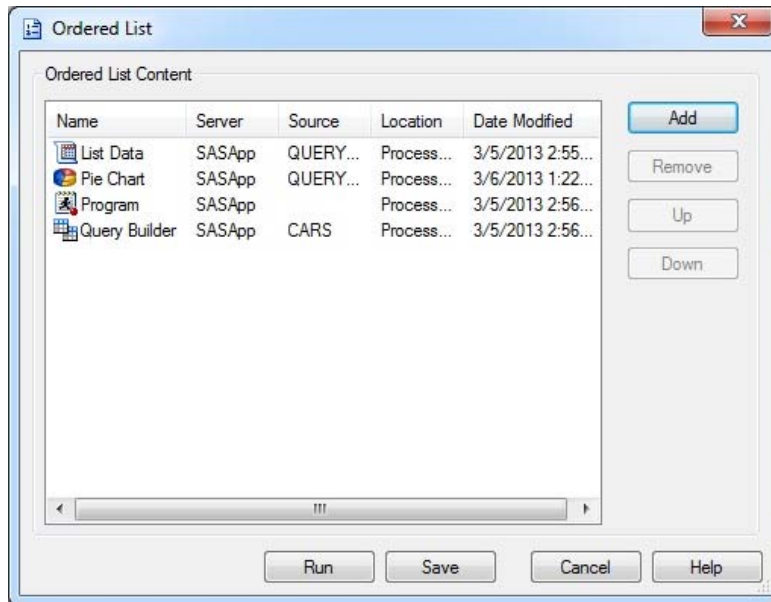 Ordered List
Ordered List Content
Name Server Source Location Date Modified
List Data SASApp QUERY... Process... 3/5/2013 2:55...
Pie Chart SASApp QUERY... Process... 3/6/2013 1:22...
Program SASApp Process... 3/5/2013 2:56...
Query Builder SASApp CARS Process... 3/5/2013 2:56...
Add
Remove
Up
Down
Run Save Cancel Help